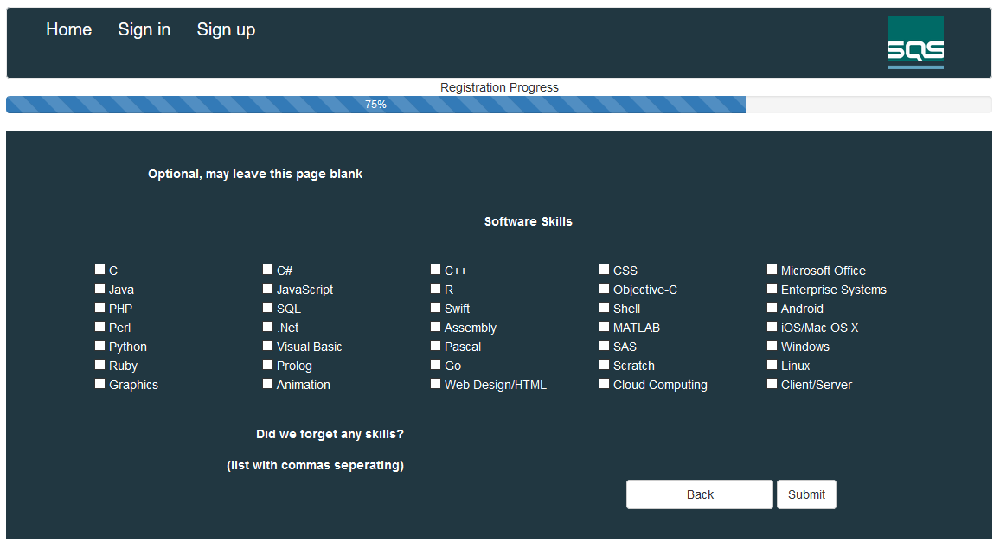 Home Sign in Sign up SQS
Registration Progress
75%
Optional, may leave this page blank
Software Skills
C C# C++ CSS Microsoft Office
Java JavaScript R Objective-C Enterprise Systems
PHP SQL Swift Shell Android
Perl .Net Assembly MATLAB iOS/Mac OS X
Python Visual Basic Pascal SAS Windows
Ruby Prolog Go Scratch Linux
Graphics Animation Web Design/HTML Cloud Computing Client/Server
Did we forget any skills?
(list with commas seperating)
Back Submit